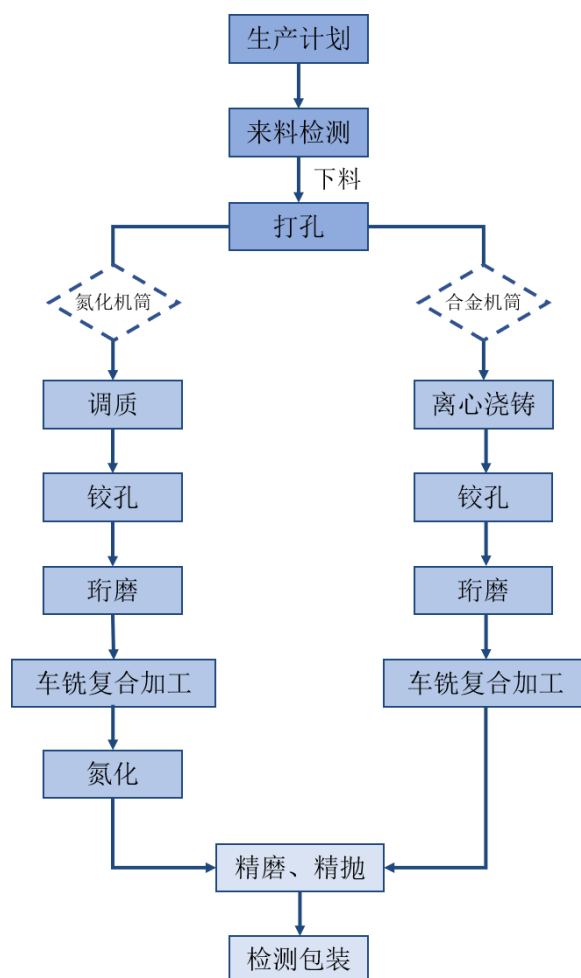 生产计划
来料检测
下料
打孔
氮化机筒
合金机筒
调质
离心浇铸
铰孔
铰孔
珩磨
珩磨
车铣复合加工
车铣复合加工
氮化
精磨、精抛
检测包装